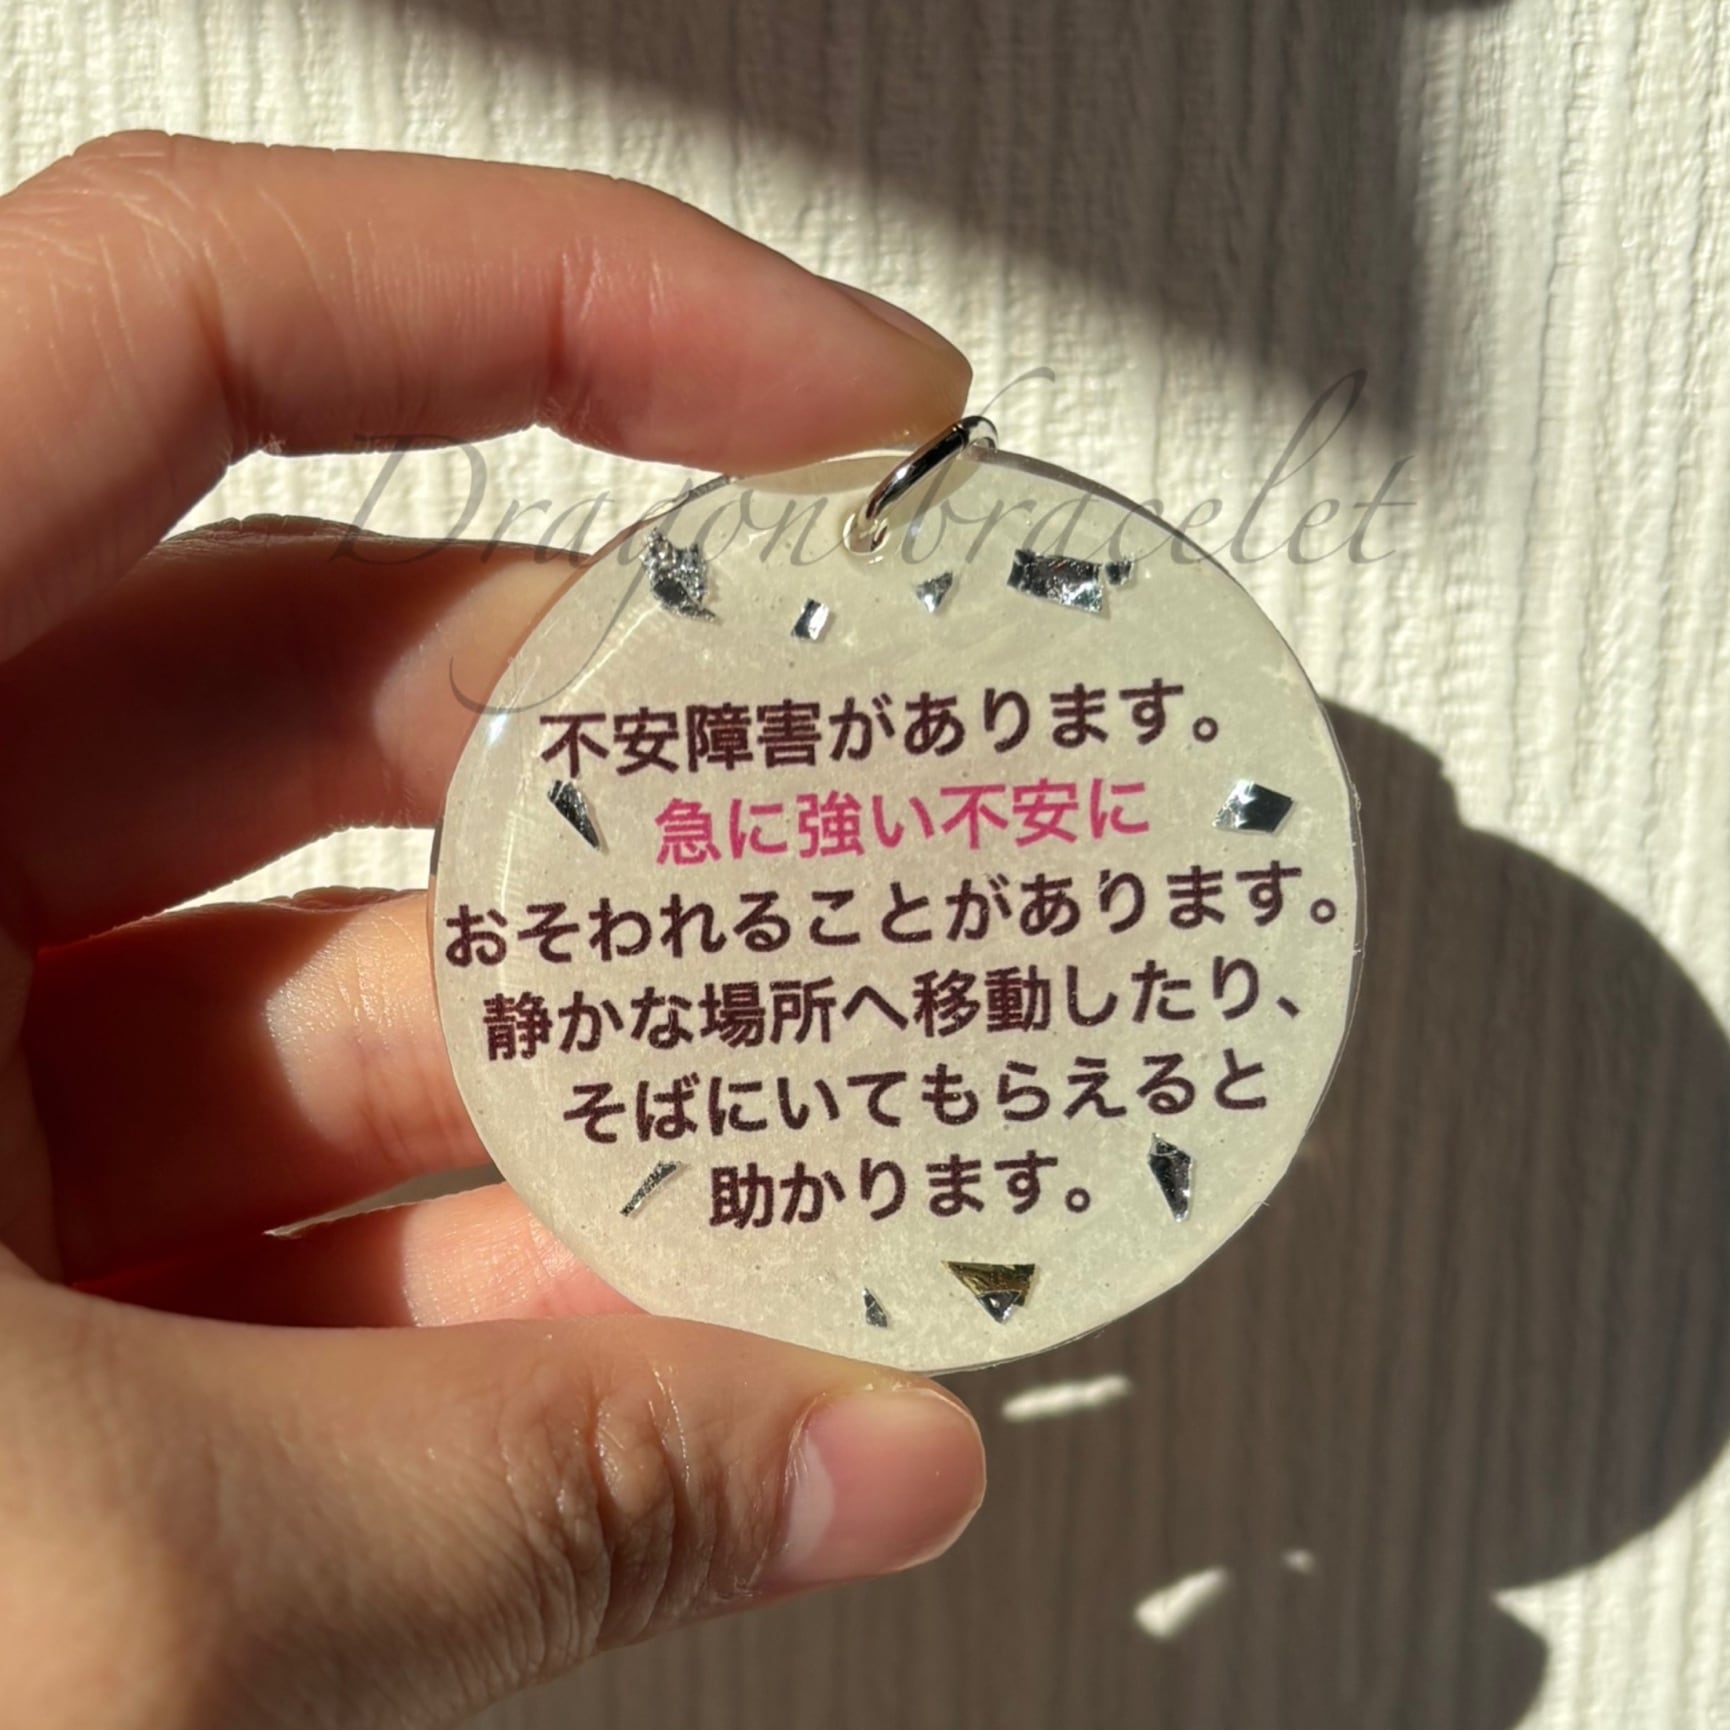 Dragon bracelet
不安障害があります。
急に強い不安に
おそわれることがあります。
静かな場所へ移動したり、
そばにいてもらえると
助かります。